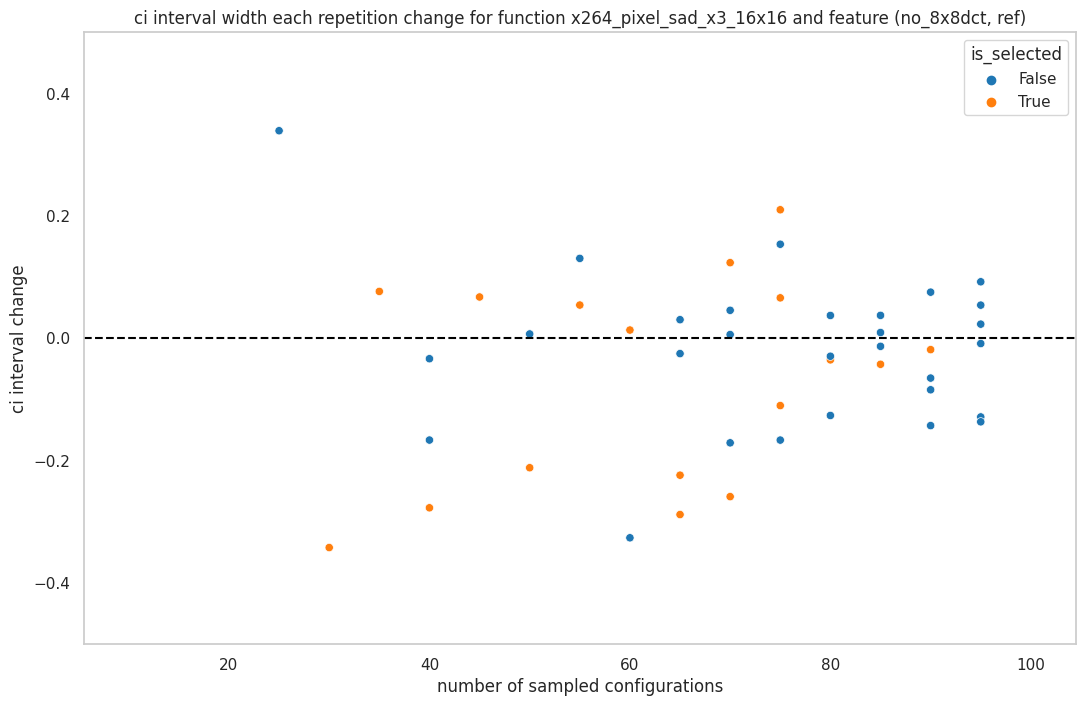 ci interval width each repetition change for function x264_pixel_sad_x3_16x16 and feature (no_8x8dct, ref)
is_selected
False
True
ci interval change
0.4
0.2
0.0
−0.2
−0.4
20 40 60 80 100
number of sampled configurations